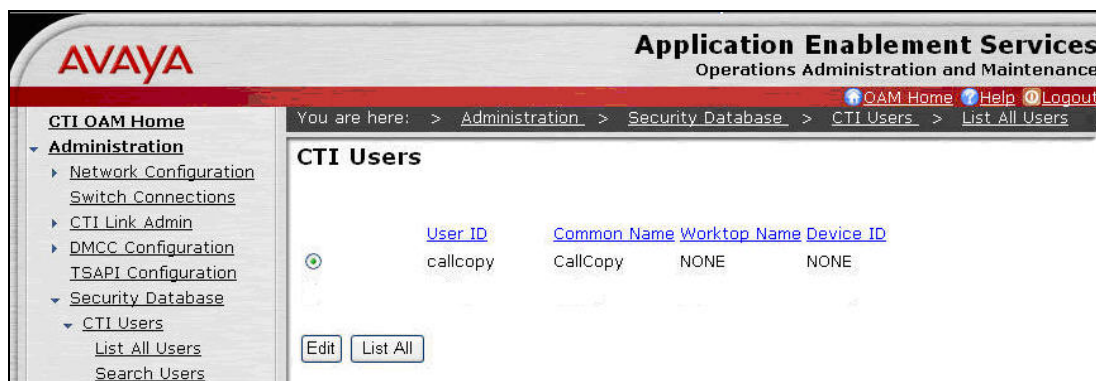 AVAYA
Application Enablement Services
Operations Administration and Maintenance
OAM Home Help Logout
You are here: > Administration > Security Database > CTI Users > List All Users
CTI OAM Home
Administration
Network Configuration
Switch Connections
CTI Link Admin
DMCC Configuration
TSAPI Configuration
Security Database
CTI Users
List All Users
Search Users
CTI Users
User ID Common Name Worktop Name Device ID
callcopy CallCopy NONE NONE
Edit List All